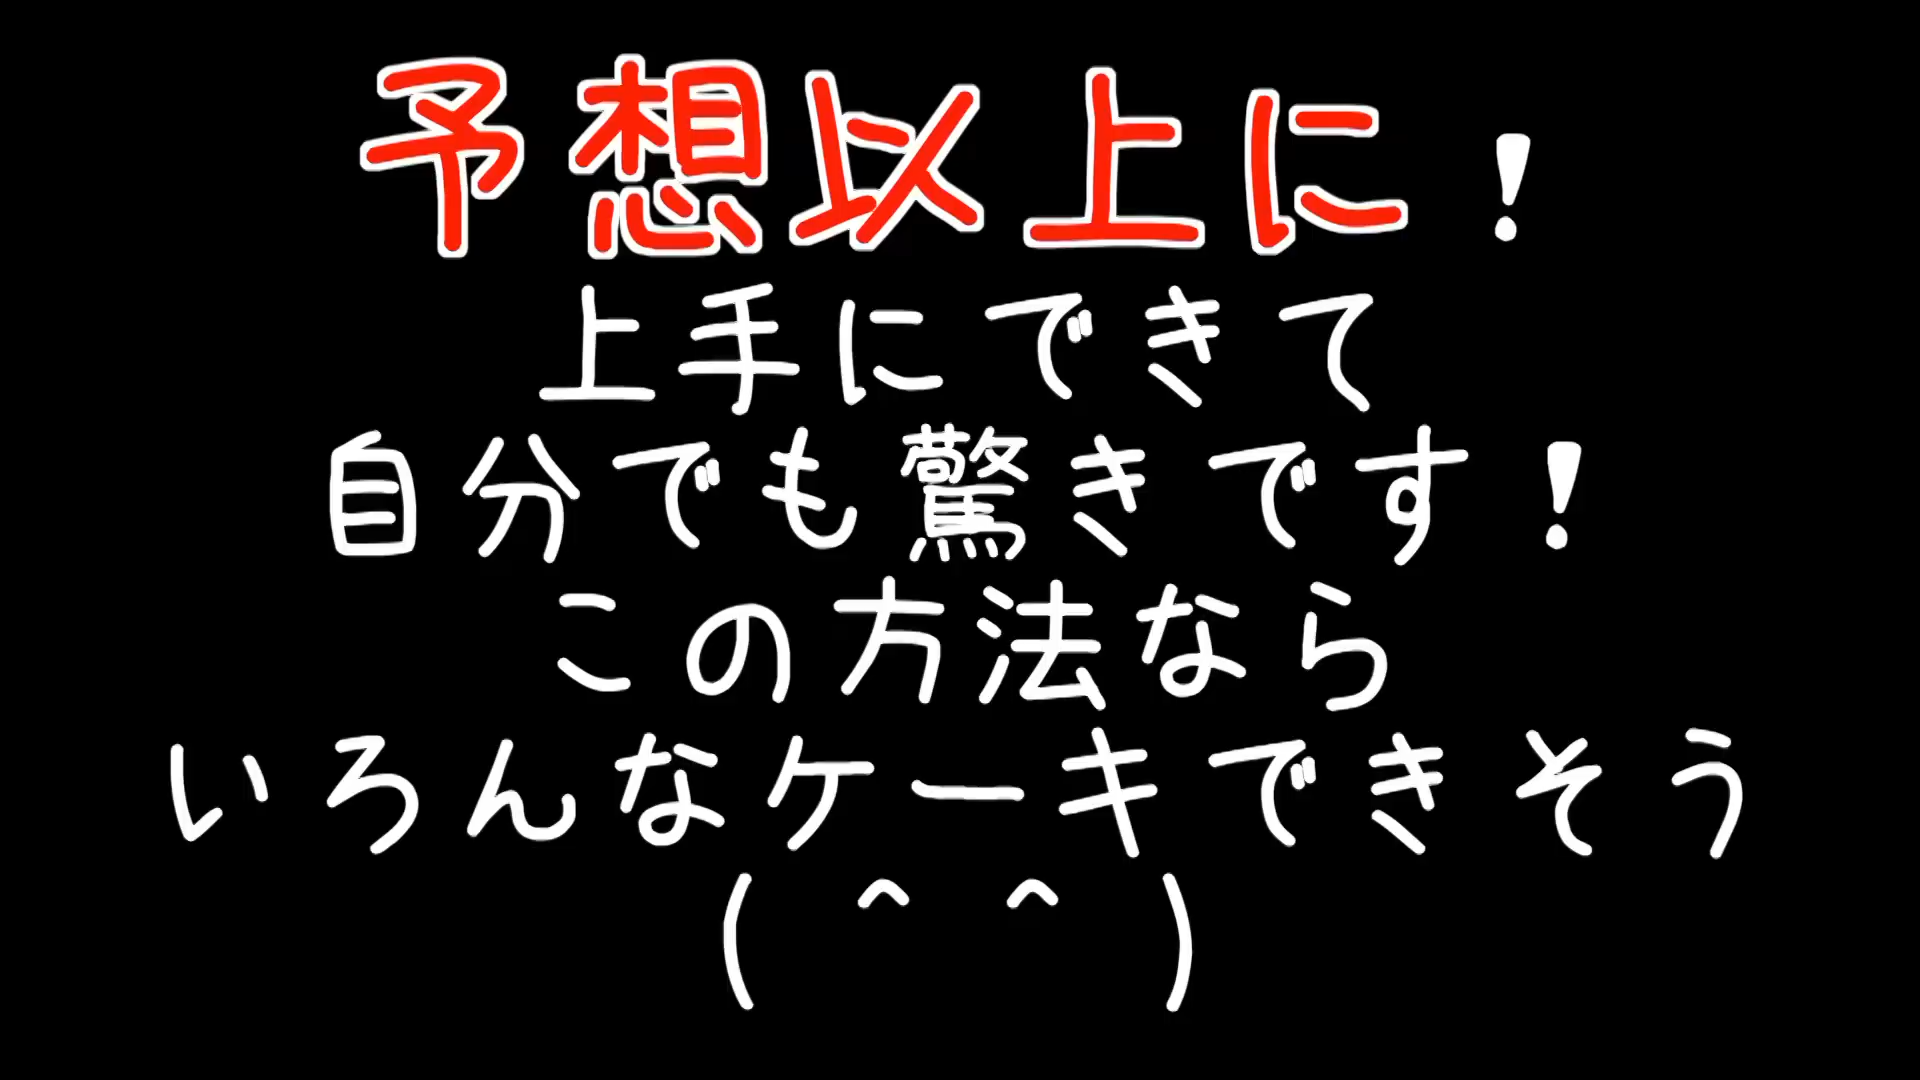 予想以上に！
上手にできて
自分でも驚きです！
この方法なら
いろんなケーキできそう
(＾＾)